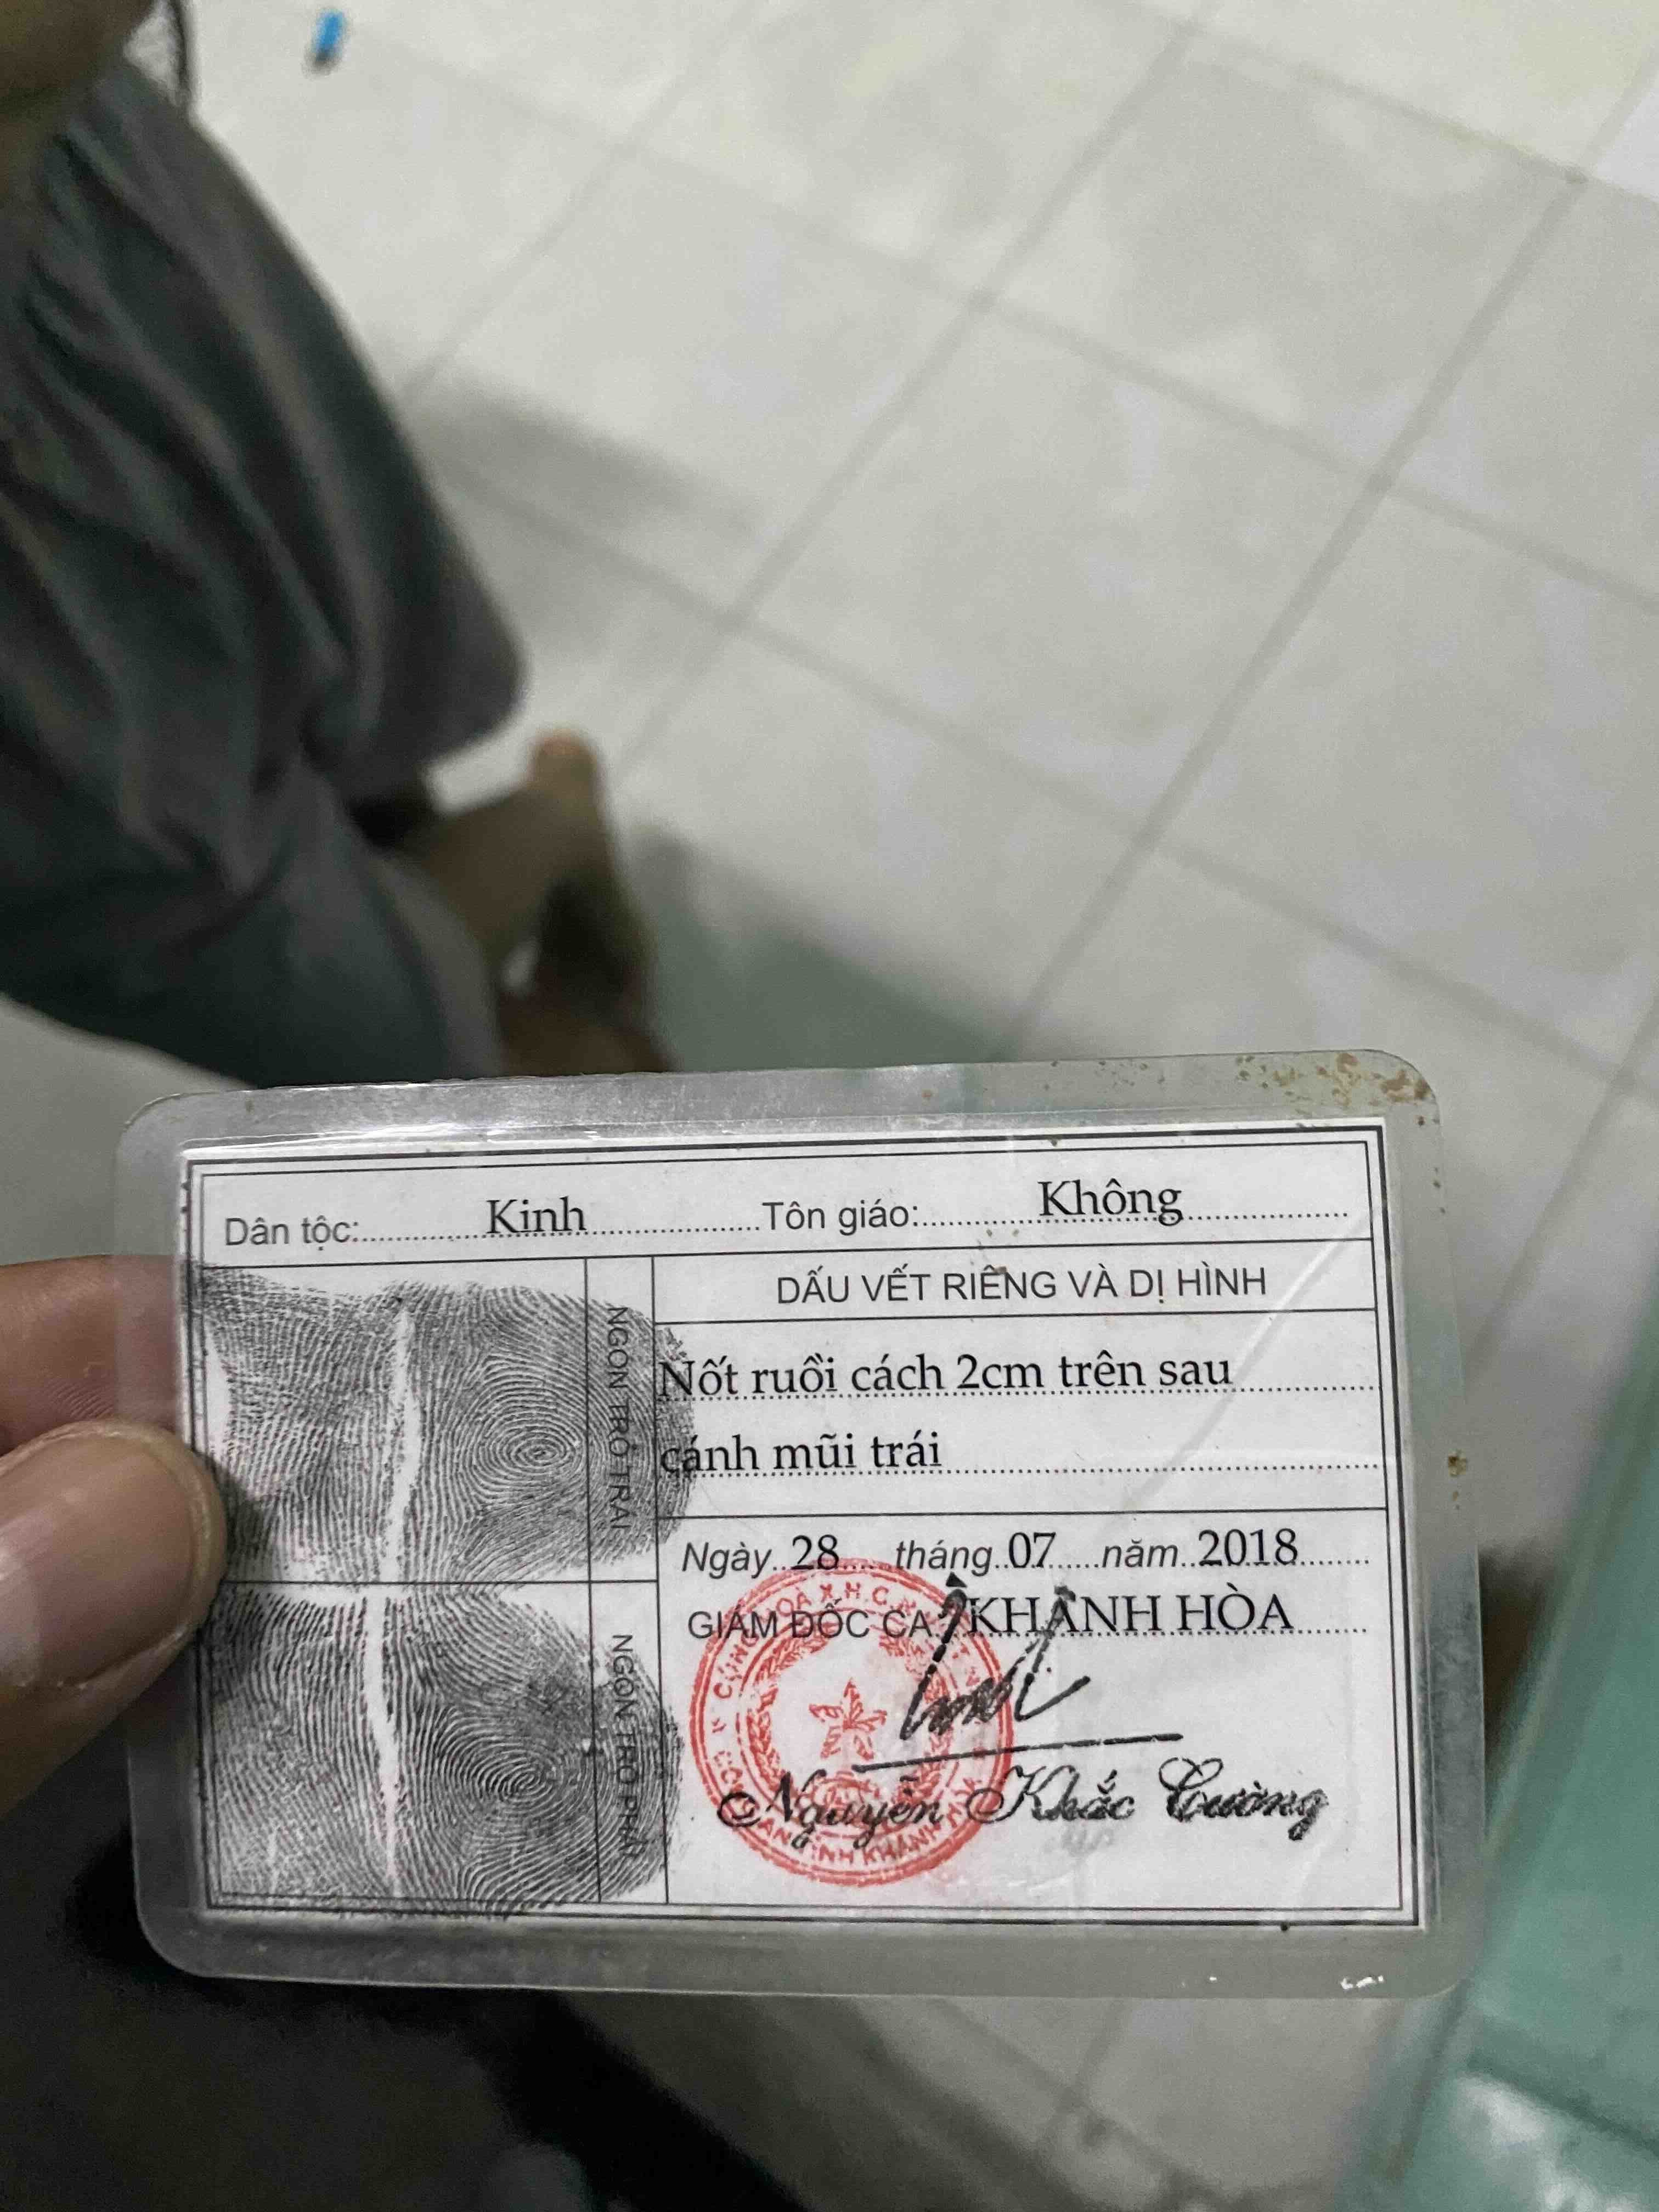 Dân tộc: Kinh Tôn giáo: Không
DẤU VẾT RIÊNG VÀ DỊ HÌNH
NGÓN TRỎ TRÁI
Nốt ruồi cách 2cm trên sau
cánh mũi trái
Ngày 28 tháng 07 năm 2018
GIÁM ĐỐC CA KHÁNH HÒA
NGÓN TRỎ PHẢI
Nguyễn Khắc Cường